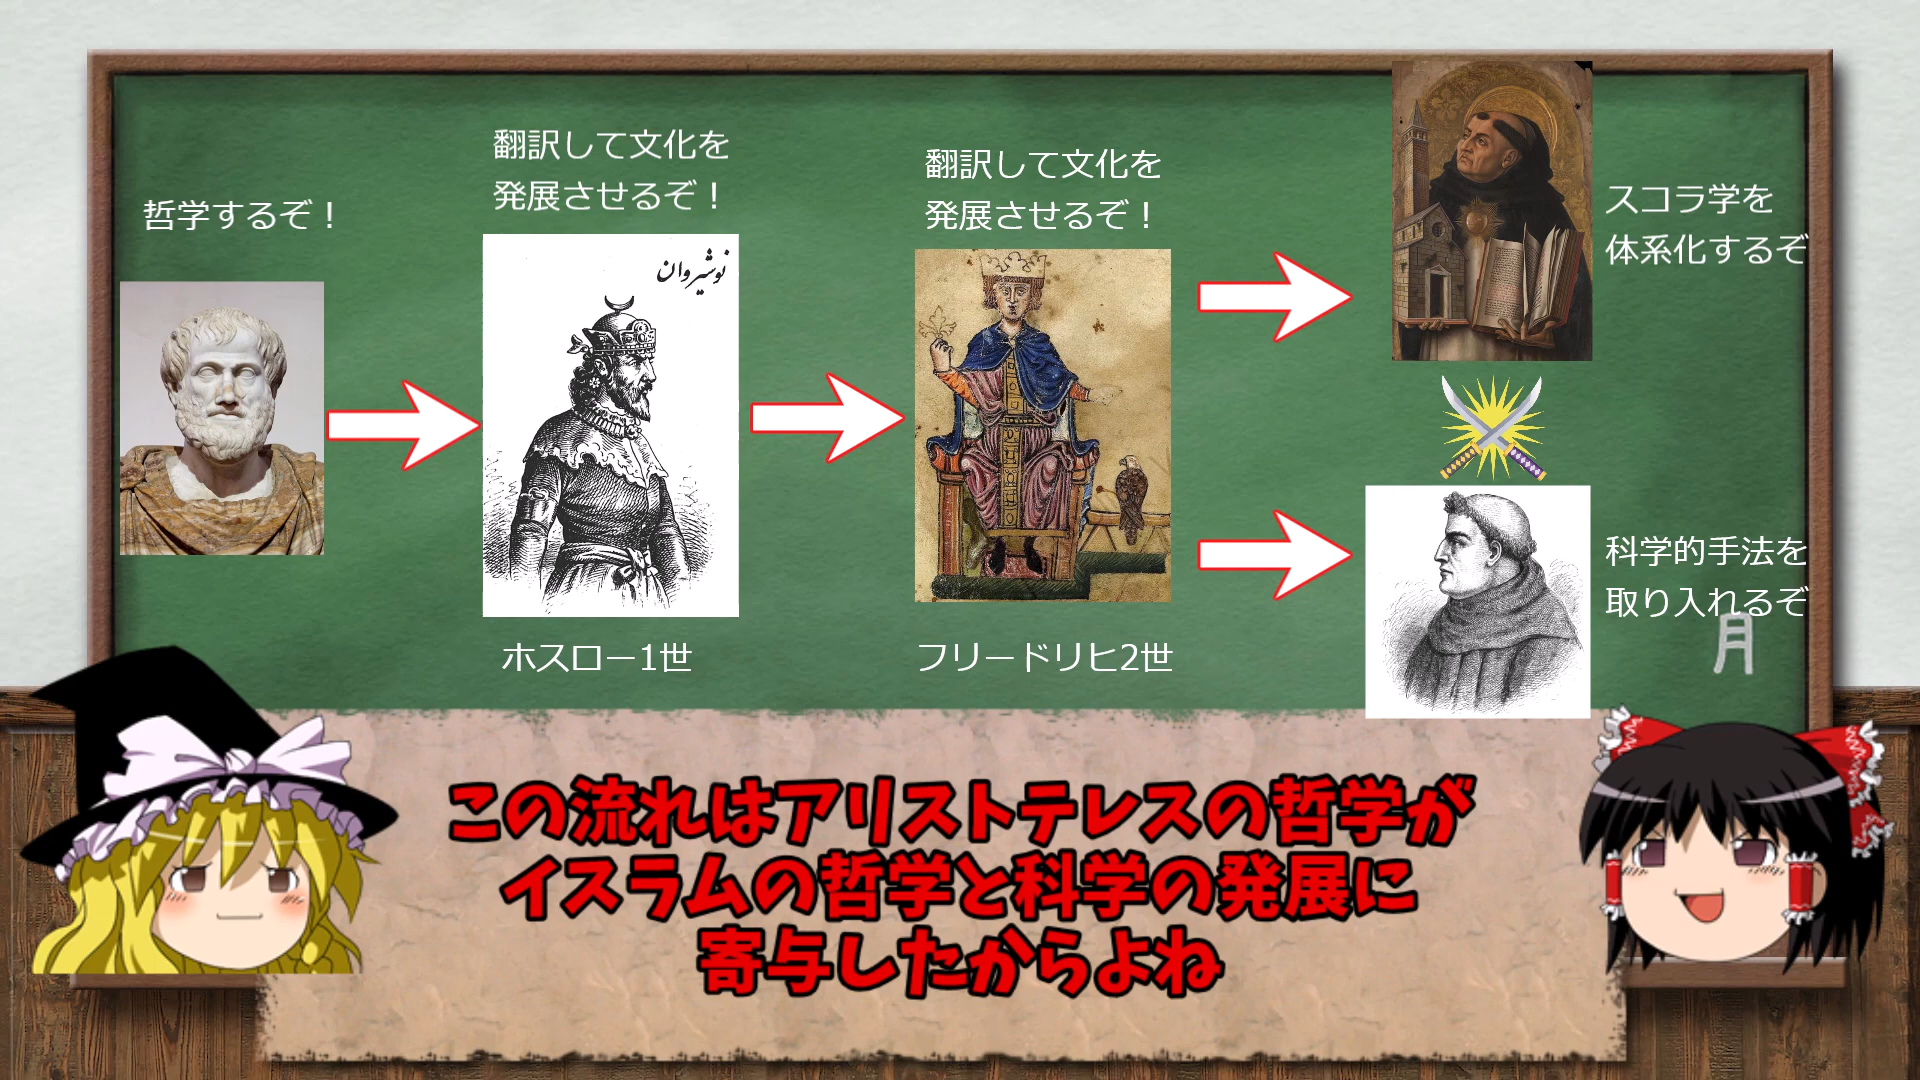 哲学するぞ！
翻訳して文化を
発展させるぞ！
نوشیروان
ホスロー1世
翻訳して文化を
発展させるぞ！
フリードリヒ2世
スコラ学を
体系化するぞ
科学的手法を
取り入れるぞ
月
この流れはアリストテレスの哲学が
イスラムの哲学と科学の発展に
寄与したからよね